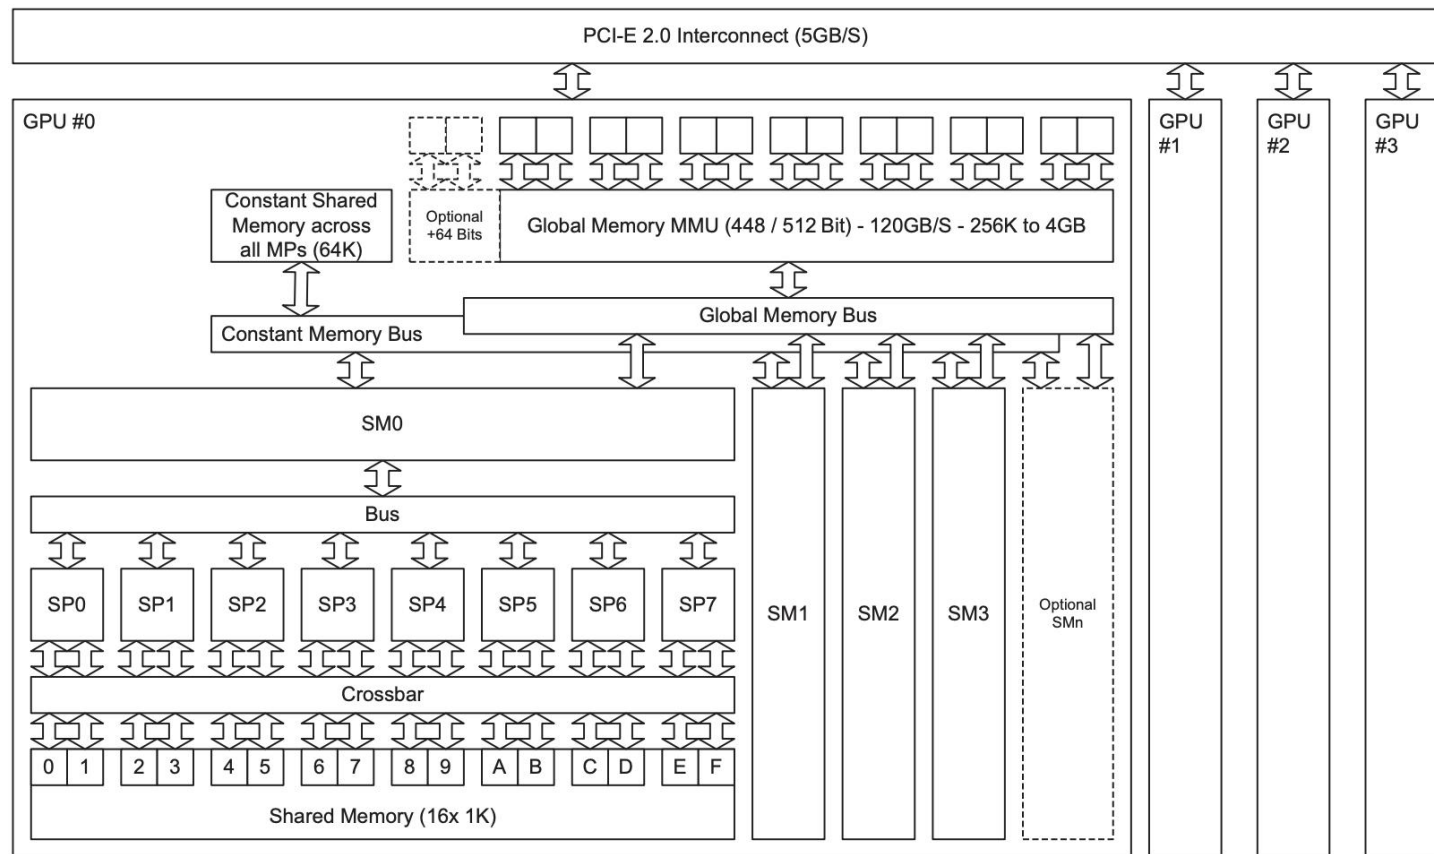 PCI-E 2.0 Interconnect (5GB/S)
GPU #0
GPU
#1
GPU
#2
GPU
#3
Constant Shared
Memory across
all MPs (64K)
Optional
+64 Bits
Global Memory MMU (448 / 512 Bit) - 120GB/S - 256K to 4GB
Global Memory Bus
Constant Memory Bus
SM0
Bus
SP0 SP1 SP2 SP3 SP4 SP5 SP6 SP7
SM1 SM2 SM3
Optional
SMn
Crossbar
0 1 2 3 4 5 6 7 8 9 A B C D E F
Shared Memory (16x 1K)